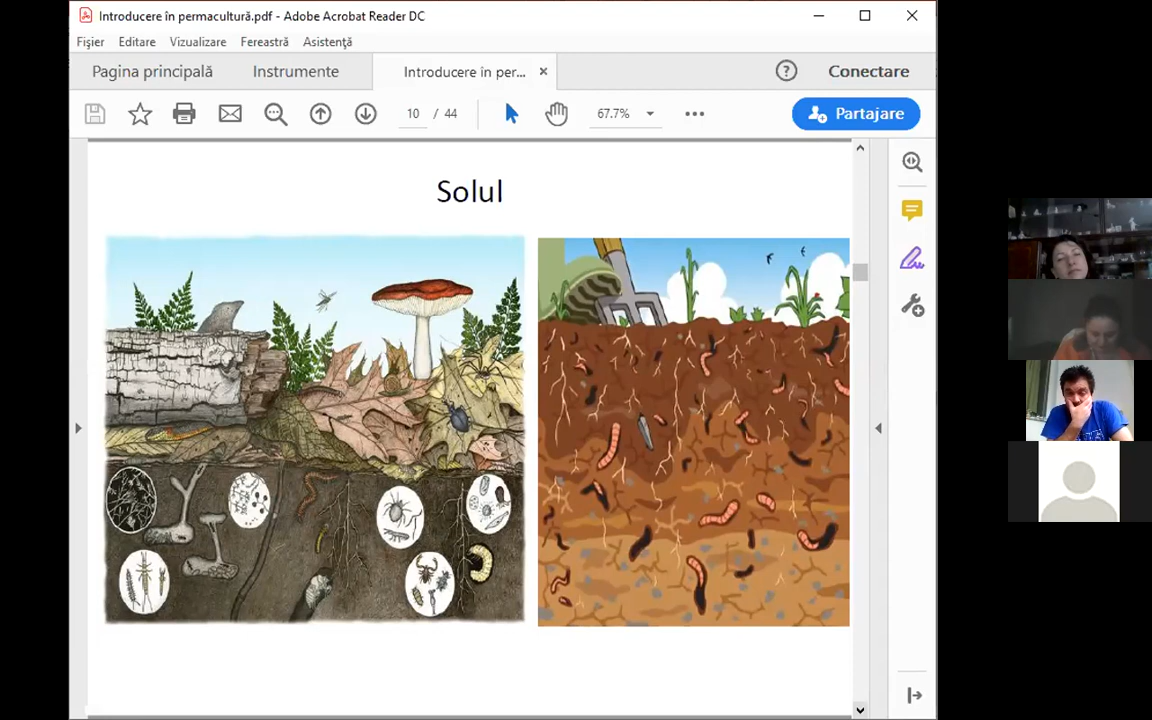 Introducere în permacultură.pdf - Adobe Acrobat Reader DC
Fișier Editare Vizualizare Fereastră Asistență
Pagina principală Instrumente Introducere în per... Conectare
10 / 44 67.7% Partajare
Solul